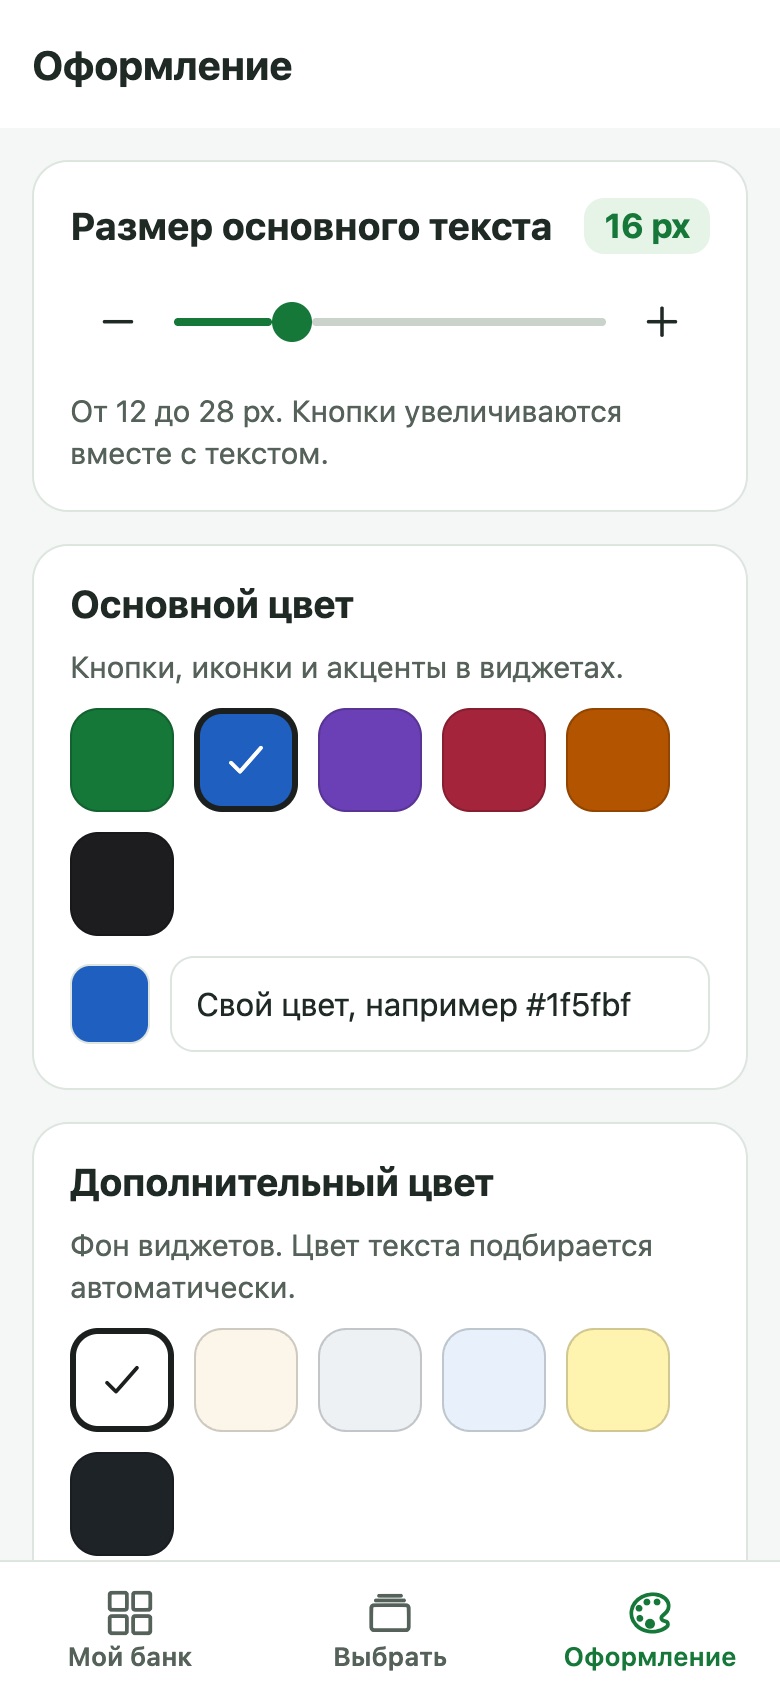 Оформление
Размер основного текста 16 px
От 12 до 28 px. Кнопки увеличиваются
вместе с текстом.
Основной цвет
Кнопки, иконки и акценты в виджетах.
Свой цвет, например #1f5fbf
Дополнительный цвет
Фон виджетов. Цвет текста подбирается
автоматически.
Мой банк Выбрать Оформление